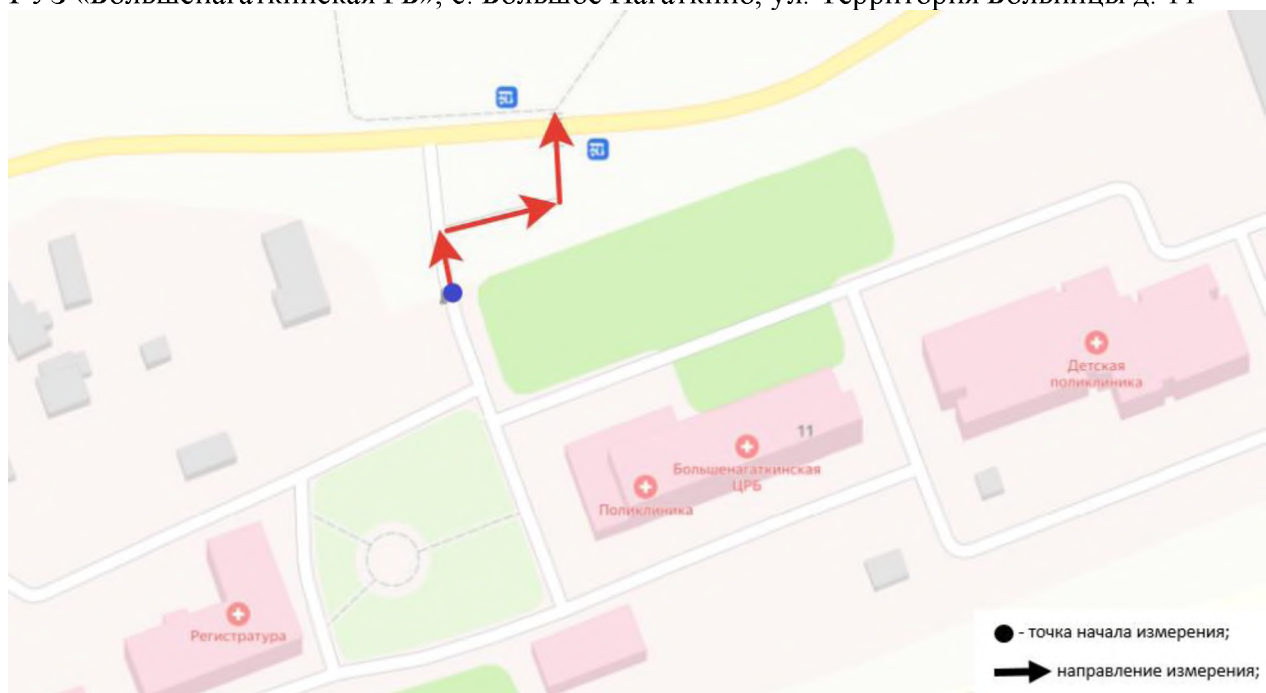 ГУЗ «Большенагаткинская РБ», с. Большое Нагаткино, ул. Территория Больницы д. 11
Детская
поликлиника
11
Большенагаткинская
ЦРБ
Поликлиника
Регистратура
- точка начала измерения;
направление измерения;